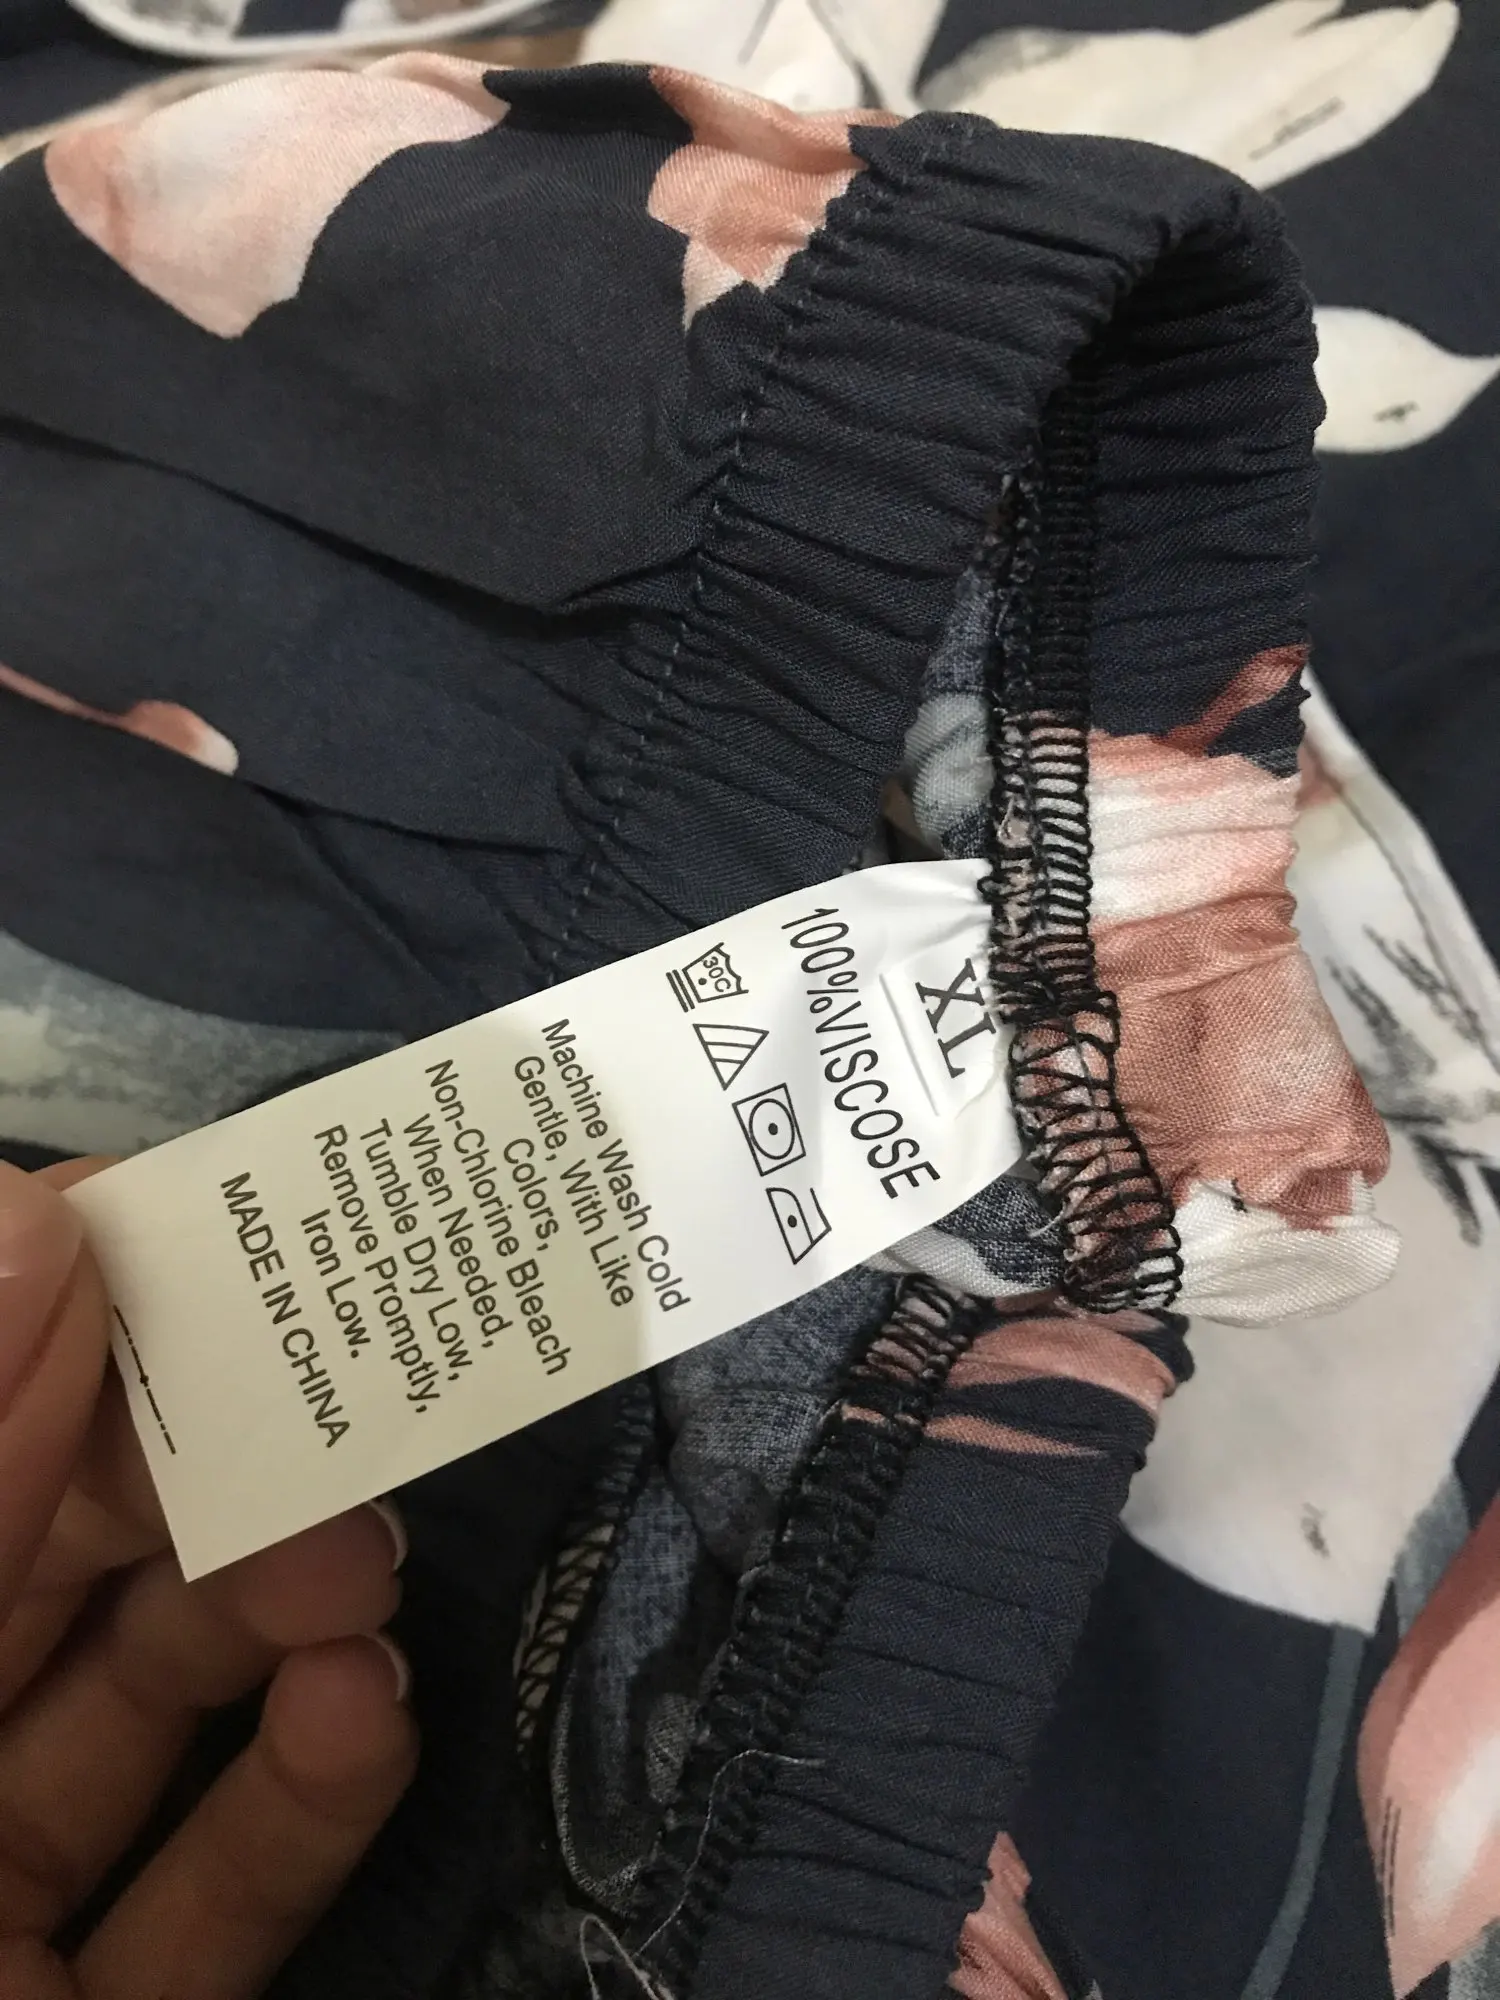 XL
100%VISCOSE
30C
Machine Wash Cold
Gentle, With Like
Colors,
Non-Chlorine Bleach
When Needed,
Tumble Dry Low,
Remove Promptly,
Iron Low.
MADE IN CHINA